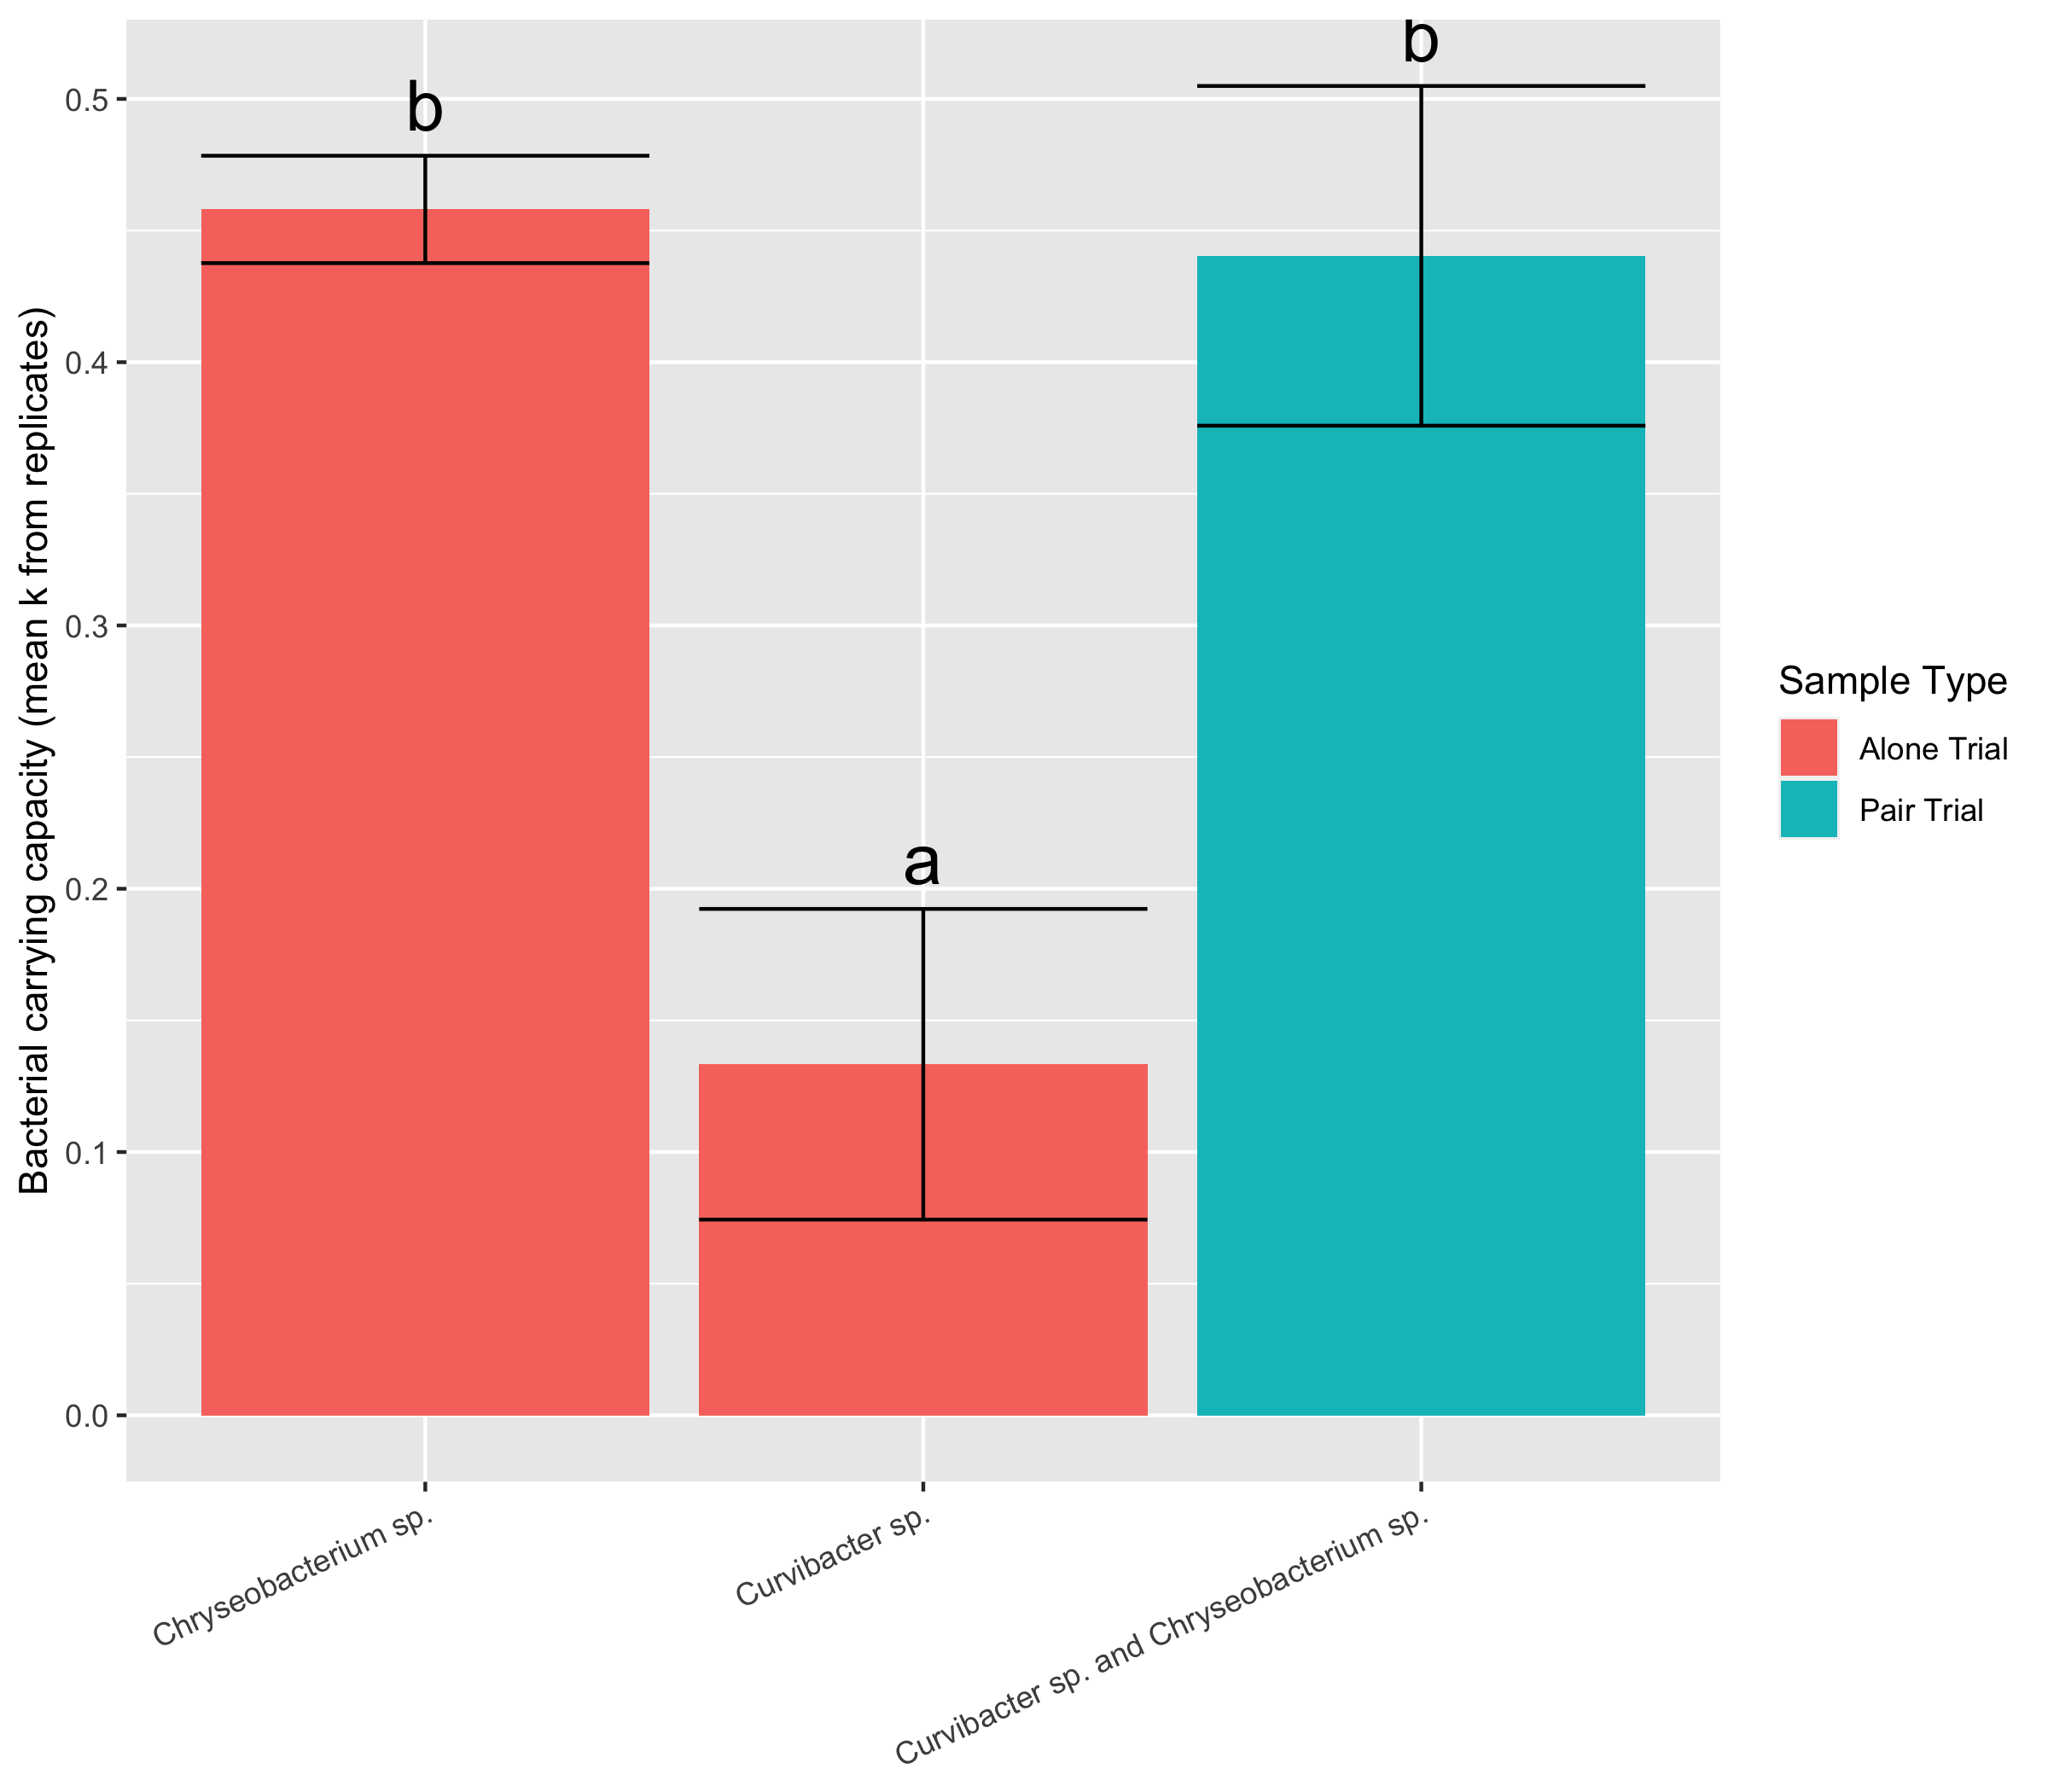 b
b
a
0.5
0.4
0.3
0.2
0.1
0.0
Bacterial carrying capacity (mean k from replicates)
Chryseobacterium sp.
Curvibacter sp.
Curvibacter sp. and Chryseobacterium sp.
Sample Type
Alone Trial
Pair Trial